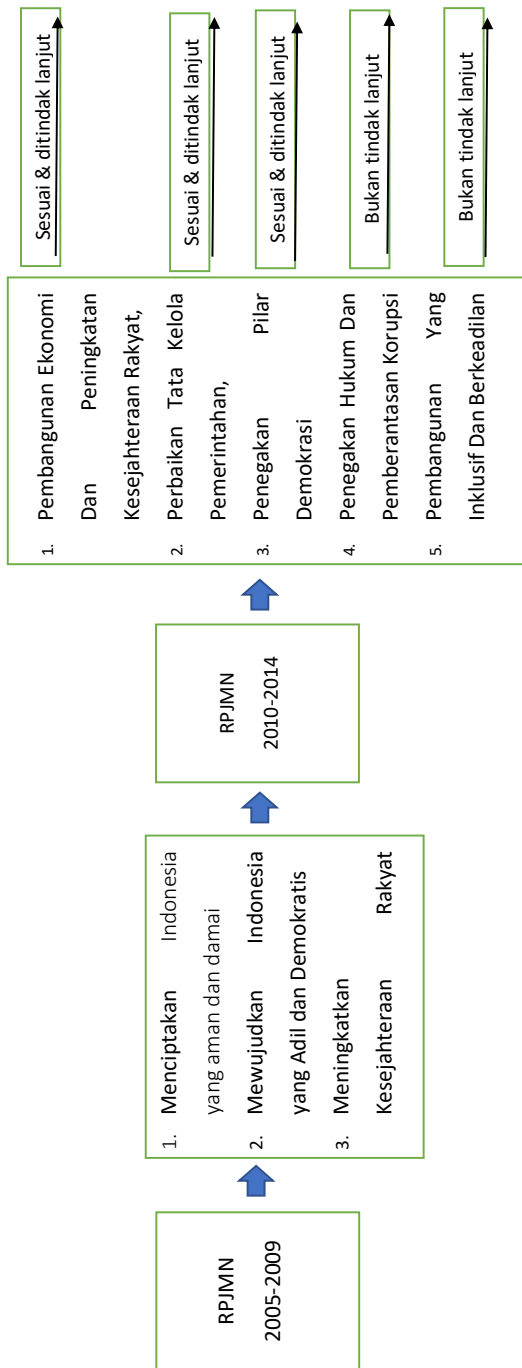 RPJMN
2005-2009
1. Menciptakan Indonesia
yang aman dan damai
2. Mewujudkan Indonesia
yang Adil dan Demokratis
3. Meningkatkan
Kesejahteraan Rakyat
RPJMN
2010-2014
1. Pembangunan Ekonomi
Dan Peningkatan
Kesejahteraan Rakyat,
2. Perbaikan Tata Kelola
Pemerintahan,
3. Penegakan Pilar
Demokrasi
4. Penegakan Hukum Dan
Pemberantasan Korupsi
5. Pembangunan Yang
Inklusif Dan Berkeadilan
Sesuai & ditindak lanjut
Sesuai & ditindak lanjut
Sesuai & ditindak lanjut
Bukan tindak lanjut
Bukan tindak lanjut